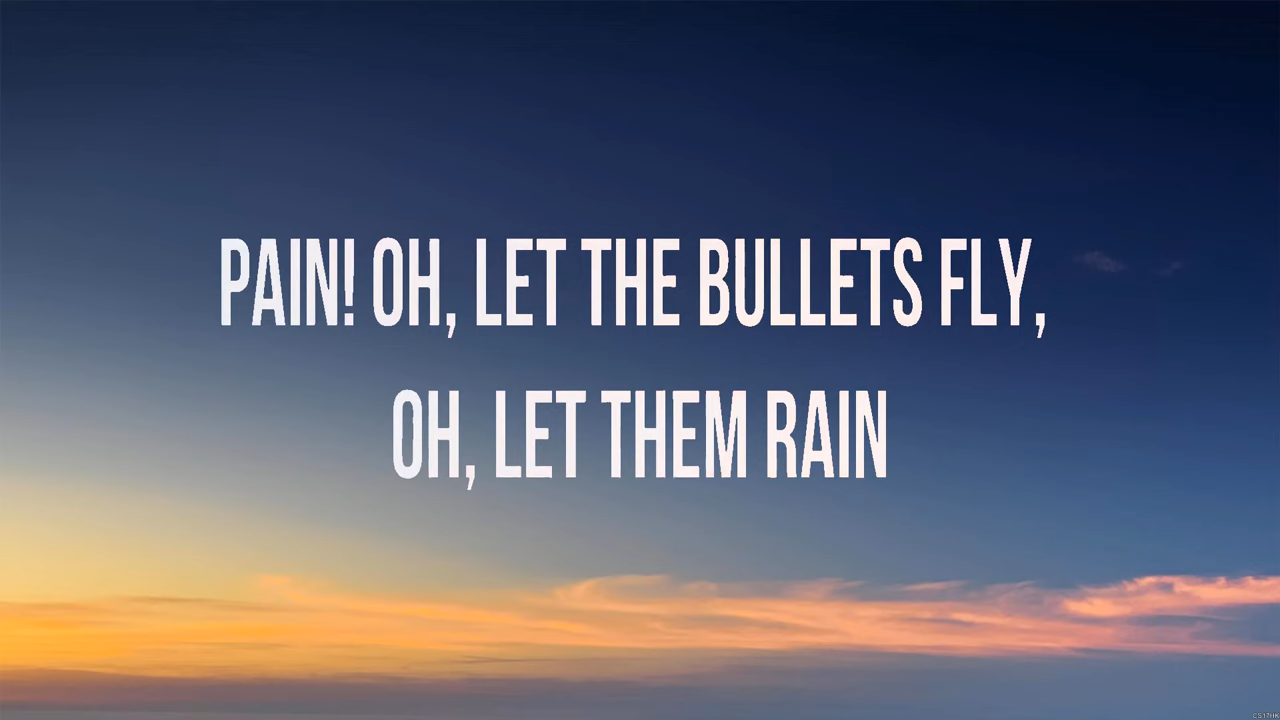 PAIN! OH, LET THE BULLETS FLY,
OH, LET THEM RAIN